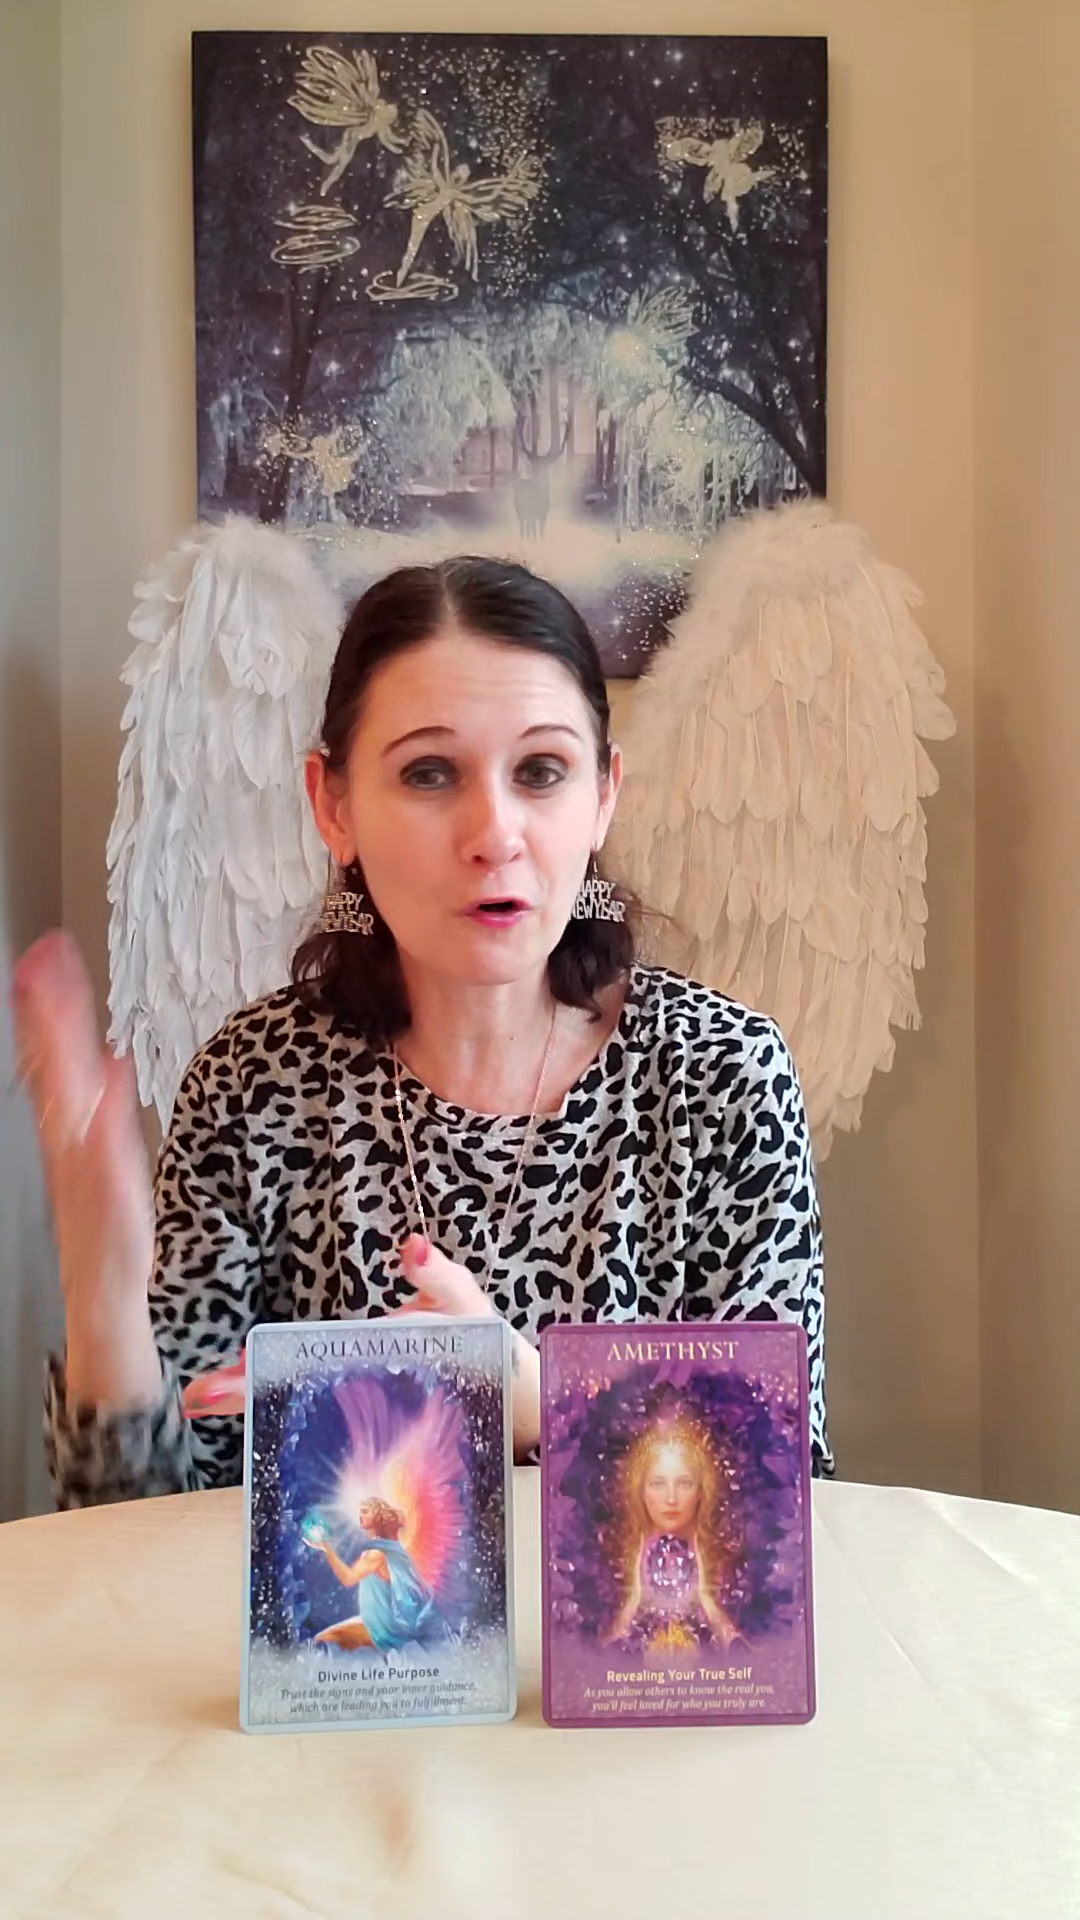 HAPPY
NEW YEAR
HAPPY
NEW YEAR
AQUAMARINE
Divine Life Purpose
Trust the signs and your inner guidance,
which are leading you to fulfillment.
AMETHYST
Revealing Your True Self
As you allow others to know the real you,
you'll feel loved for who you truly are.